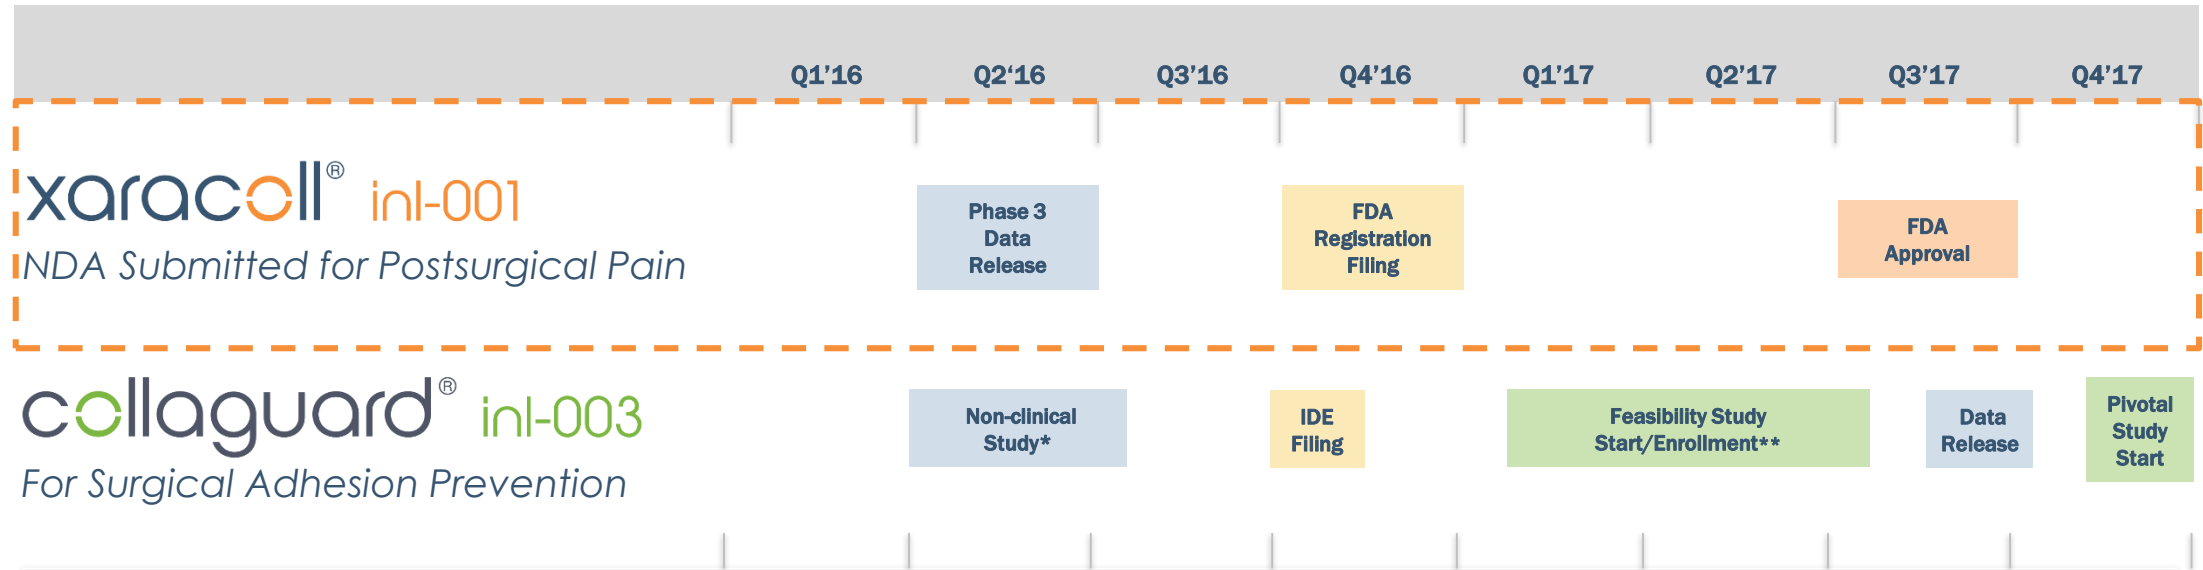 Q1’16 Q2‘16 Q3’16 Q4’16 Q1’17 Q2’17 Q3’17 Q4’17
xaracoll® inl-001
NDA Submitted for Postsurgical Pain
Phase 3
Data
Release
FDA
Registration
Filing
FDA
Approval
collaguard® inl-003
For Surgical Adhesion Prevention
Non-clinical
Study*
IDE
Filing
Feasibility Study
Start/Enrollment**
Data
Release
Pivotal
Study
Start